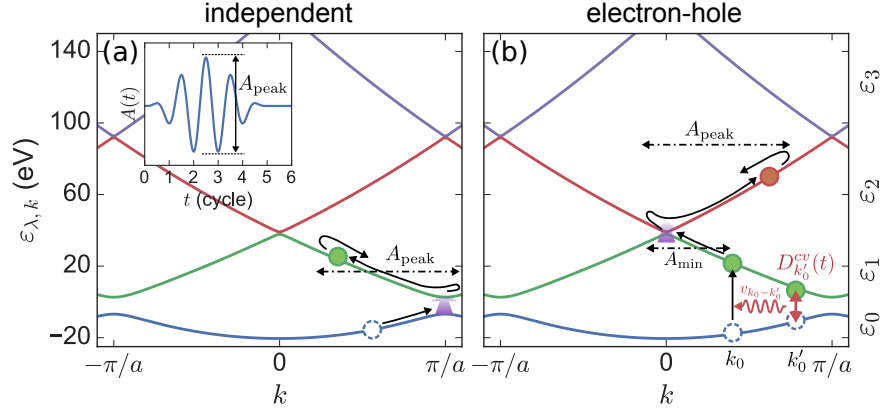 independent
electron-hole
(a)
(b)
ε_{λ,k} (eV)
140
100
60
20
−20
A(t)
A_peak
0 1 2 3 4 5 6
t (cycle)
A_peak
−π/a
0
π/a
k
A_peak
A_min
D^{cv}_{k′_0}(t)
v_{k_0−k′_0}
k_0
k′_0
−π/a
0
π/a
k
ε_3
ε_2
ε_1
ε_0